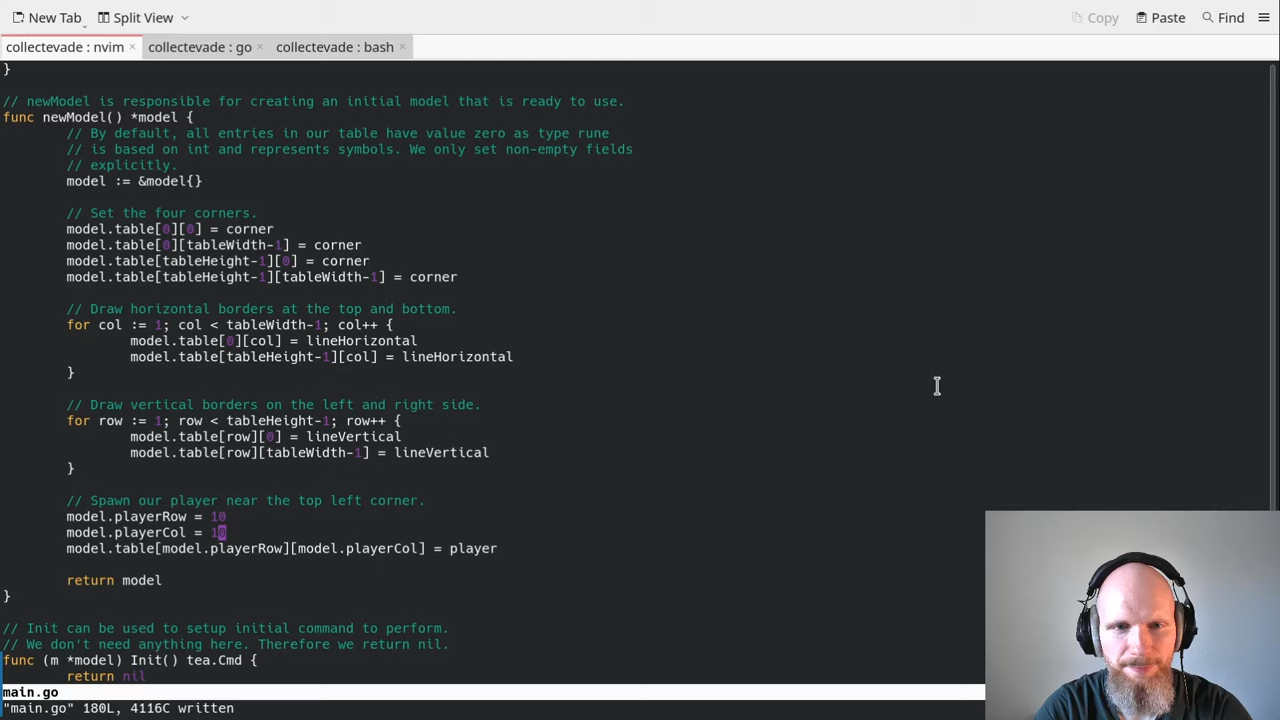 New Tab Split View Copy Paste Find
collectevade : nvim × collectevade : go × collectevade : bash ×
}
// newModel is responsible for creating an initial model that is ready to use.
func newModel() *model {
// By default, all entries in our table have value zero as type rune
// is based on int and represents symbols. We only set non-empty fields
// explicitly.
model := &model{}
// Set the four corners.
model.table[0][0] = corner
model.table[0][tableWidth-1] = corner
model.table[tableHeight-1][0] = corner
model.table[tableHeight-1][tableWidth-1] = corner
// Draw horizontal borders at the top and bottom.
for col := 1; col < tableWidth-1; col++ {
model.table[0][col] = lineHorizontal
model.table[tableHeight-1][col] = lineHorizontal
}
// Draw vertical borders on the left and right side.
for row := 1; row < tableHeight-1; row++ {
model.table[row][0] = lineVertical
model.table[row][tableWidth-1] = lineVertical
}
// Spawn our player near the top left corner.
model.playerRow = 10
model.playerCol = 10
model.table[model.playerRow][model.playerCol] = player
return model
}
// Init can be used to setup initial command to perform.
// We don't need anything here. Therefore we return nil.
func (m *model) Init() tea.Cmd {
return nil
main.go
"main.go" 180L, 4116C written